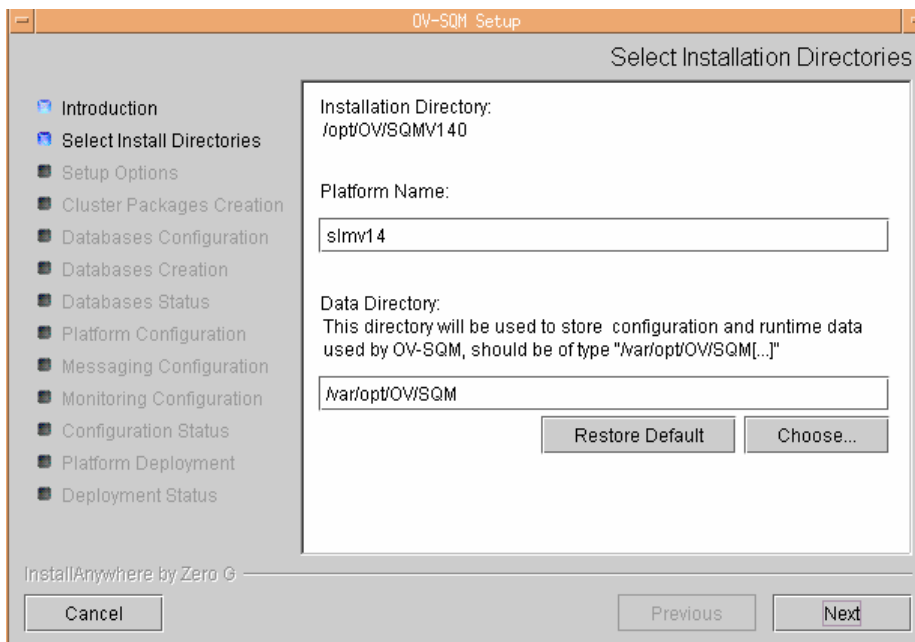 OV-SQM Setup
Select Installation Directories
Introduction
Select Install Directories
Setup Options
Cluster Packages Creation
Databases Configuration
Databases Creation
Databases Status
Platform Configuration
Messaging Configuration
Monitoring Configuration
Configuration Status
Platform Deployment
Deployment Status
Installation Directory:
/opt/OV/SQMV140
Platform Name:
slmv14
Data Directory:
This directory will be used to store configuration and runtime data
used by OV-SQM, should be of type "/var/opt/OV/SQM[...]"
/var/opt/OV/SQM
Restore Default
Choose...
InstallAnywhere by Zero G
Cancel
Previous
Next